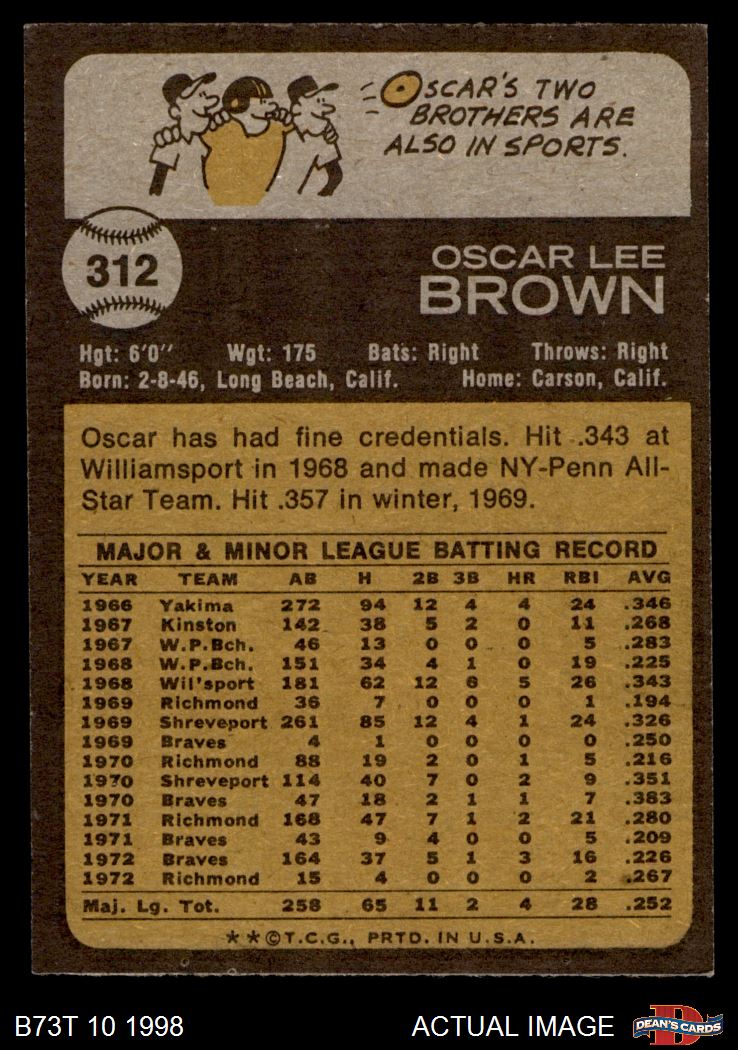 OSCAR'S TWO
BROTHERS ARE
ALSO IN SPORTS.
312
OSCAR LEE
BROWN
Hgt: 6'0" Wgt: 175 Bats: Right Throws: Right
Born: 2-8-46, Long Beach, Calif. Home: Carson, Calif.
Oscar has had fine credentials. Hit .343 at
Williamsport in 1968 and made NY-Penn All-
Star Team. Hit .357 in winter, 1969.
MAJOR & MINOR LEAGUE BATTING RECORD
YEAR TEAM AB H 2B 3B HR RBI AVG
1966 Yakima 272 94 12 4 4 24 .346
1967 Kinston 142 38 5 2 0 11 .268
1967 W.P.Bch. 46 13 0 0 0 5 .283
1968 W.P.Bch. 151 34 4 1 0 19 .225
1968 Wil'sport 181 62 12 6 5 26 .343
1969 Richmond 36 7 0 0 0 1 .194
1969 Shreveport 261 85 12 4 1 24 .326
1969 Braves 4 1 0 0 0 0 .250
1970 Richmond 88 19 2 0 1 5 .216
1970 Shreveport 114 40 7 0 2 9 .351
1970 Braves 47 18 2 1 1 7 .383
1971 Richmond 168 47 7 1 2 21 .280
1971 Braves 43 9 4 0 0 5 .209
1972 Braves 164 37 5 1 3 16 .226
1972 Richmond 15 4 0 0 0 2 .267
Maj. Lg. Tot. 258 65 11 2 4 28 .252
**©T.C.G., PRTD. IN U.S.A.
B73T 10 1998 ACTUAL IMAGE DEAN'S CARDS